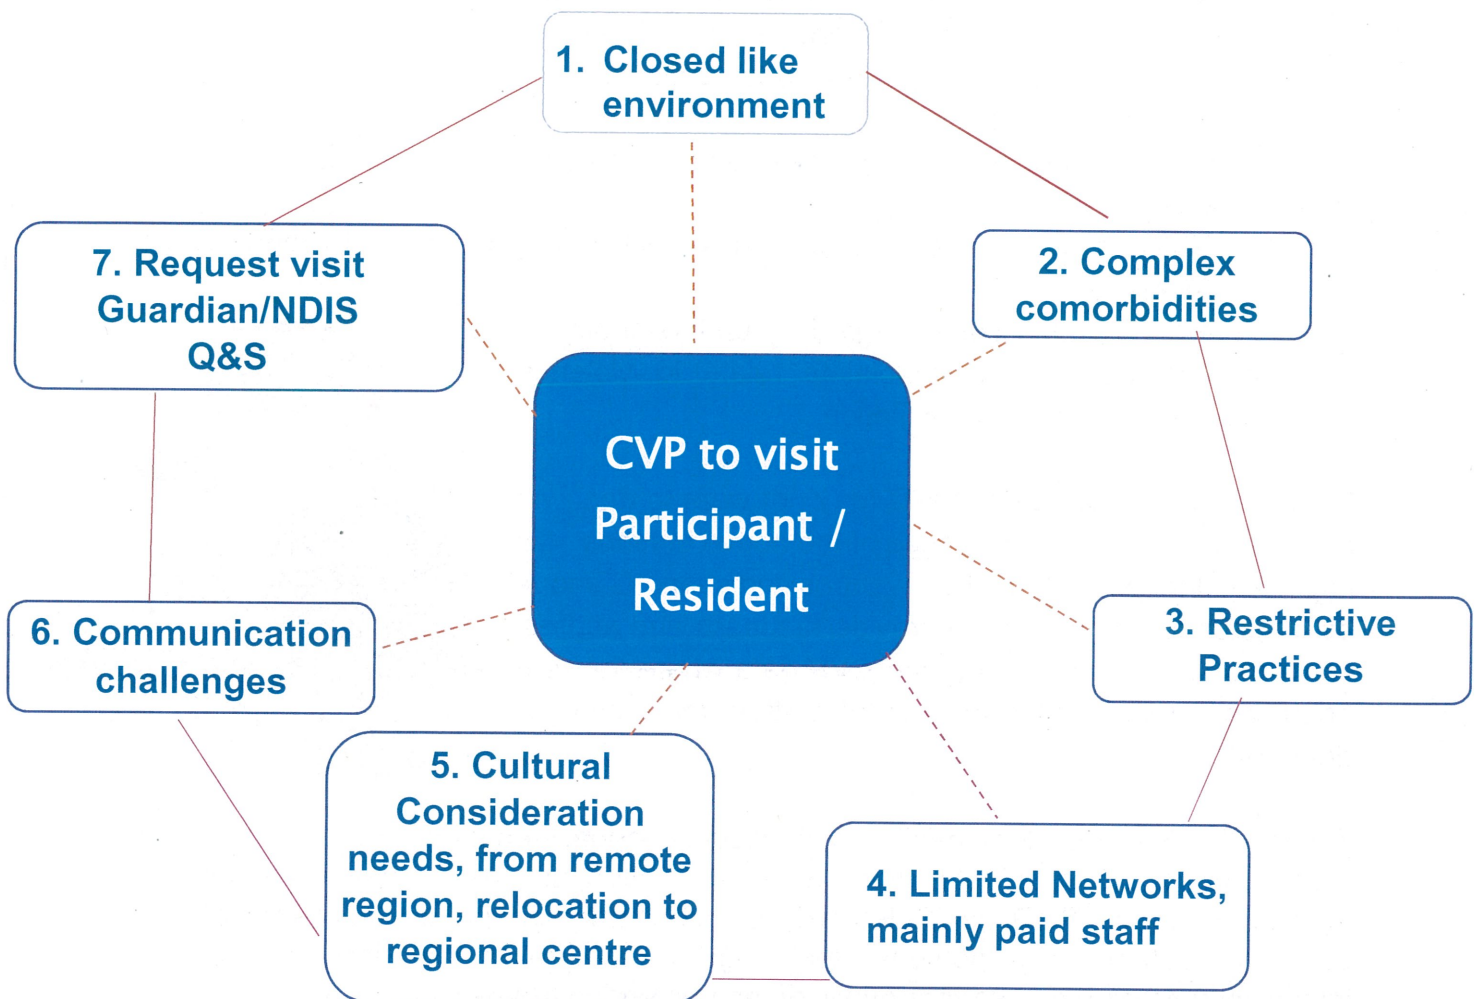 1. Closed like
environment
2. Complex
comorbidities
3. Restrictive
Practices
4. Limited Networks,
mainly paid staff
5. Cultural
Consideration
needs, from remote
region, relocation to
regional centre
6. Communication
challenges
7. Request visit
Guardian/NDIS
Q&S
CVP to visit
Participant /
Resident